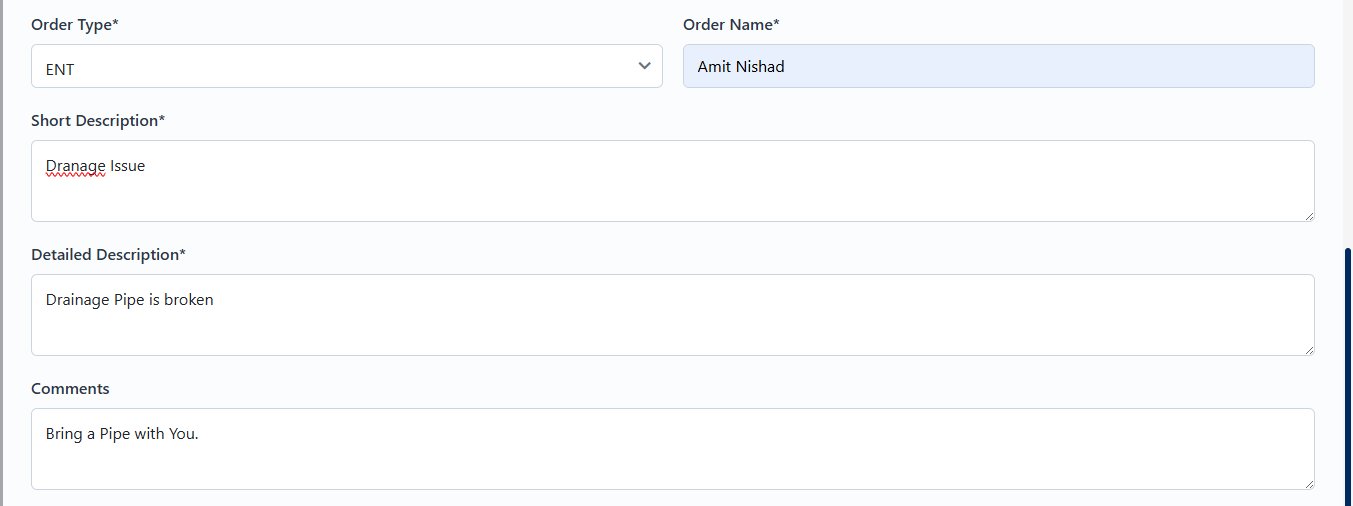 Order Type*
Order Name*
ENT
Amit Nishad
Short Description*
Dranage Issue
Detailed Description*
Drainage Pipe is broken
Comments
Bring a Pipe with You.